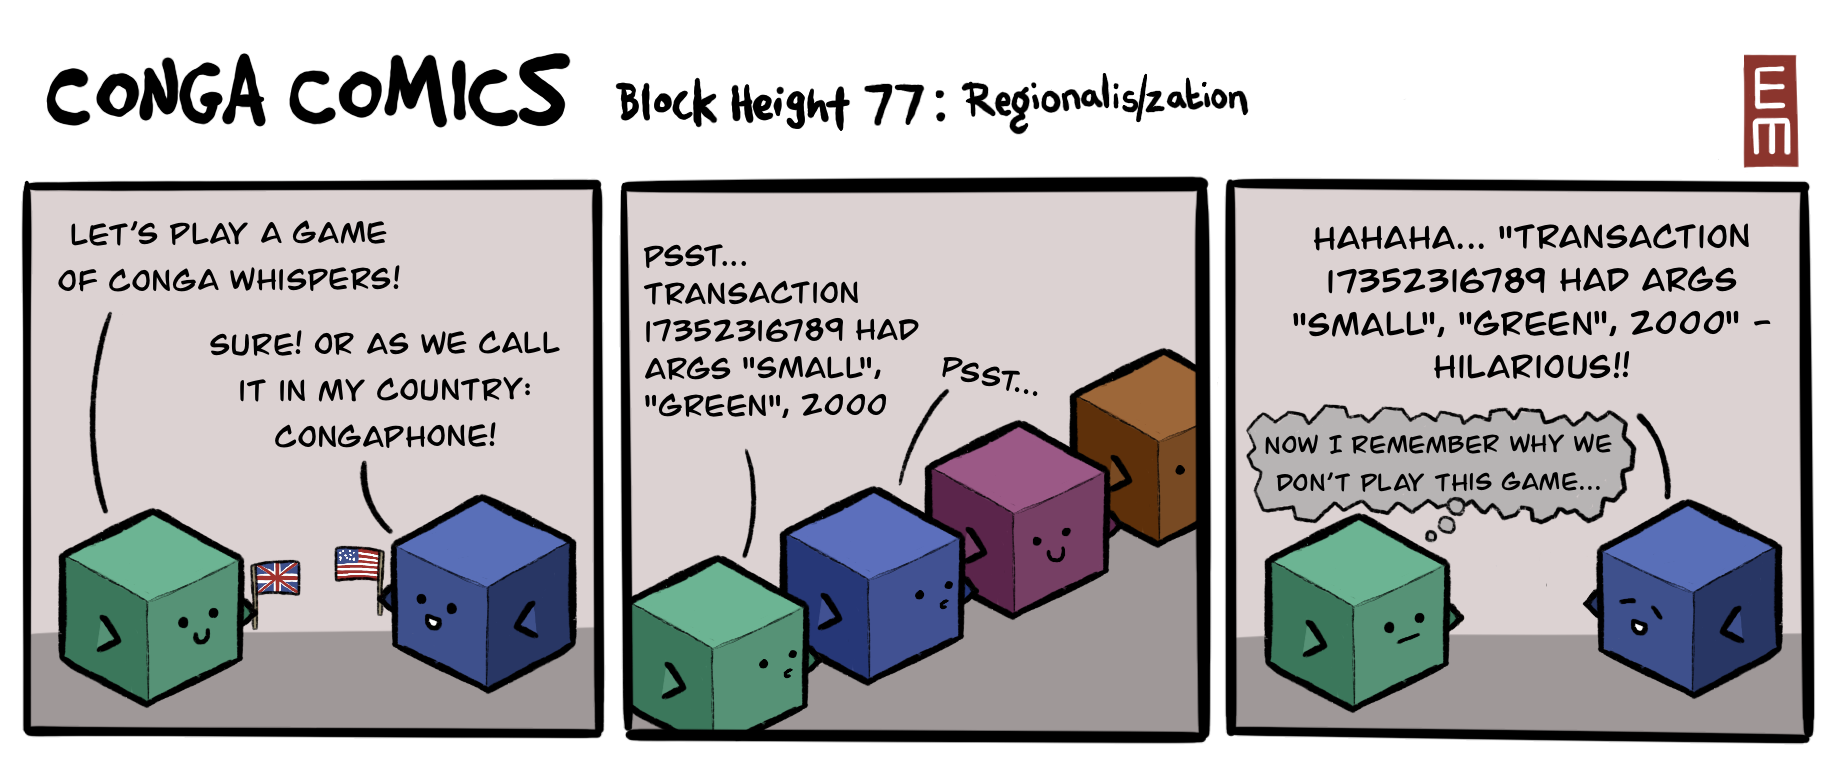 CONGA COMICS Block Height 77: Regionalis/zation
LET'S PLAY A GAME
OF CONGA WHISPERS!
SURE! OR AS WE CALL
IT IN MY COUNTRY:
CONGAPHONE!
PSST...
TRANSACTION
17352316789 HAD
ARGS "SMALL",
"GREEN", 2000
PSST...
HAHAHA... "TRANSACTION
17352316789 HAD ARGS
"SMALL", "GREEN", 2000" -
HILARIOUS!!
NOW I REMEMBER WHY WE
DON'T PLAY THIS GAME...